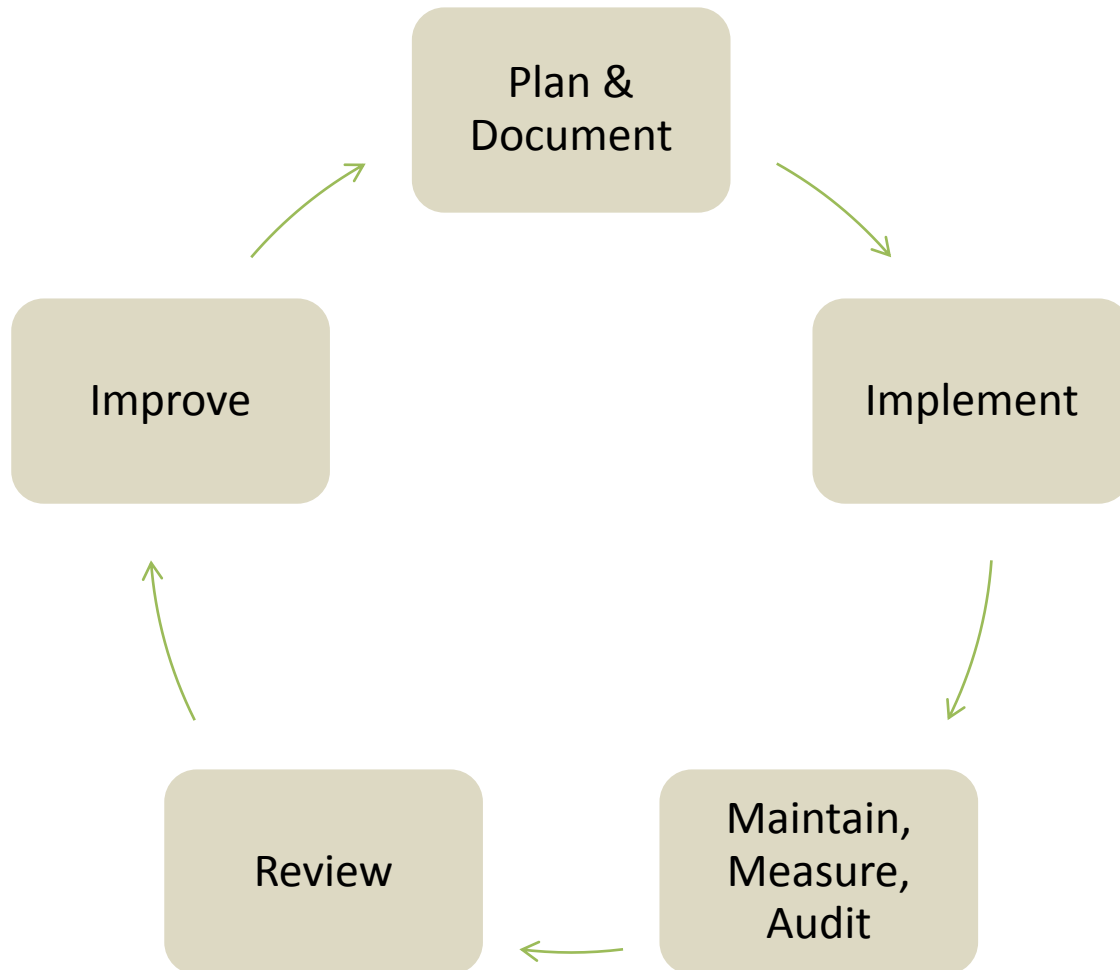 Plan &
Document
Implement
Maintain,
Measure,
Audit
Review
Improve